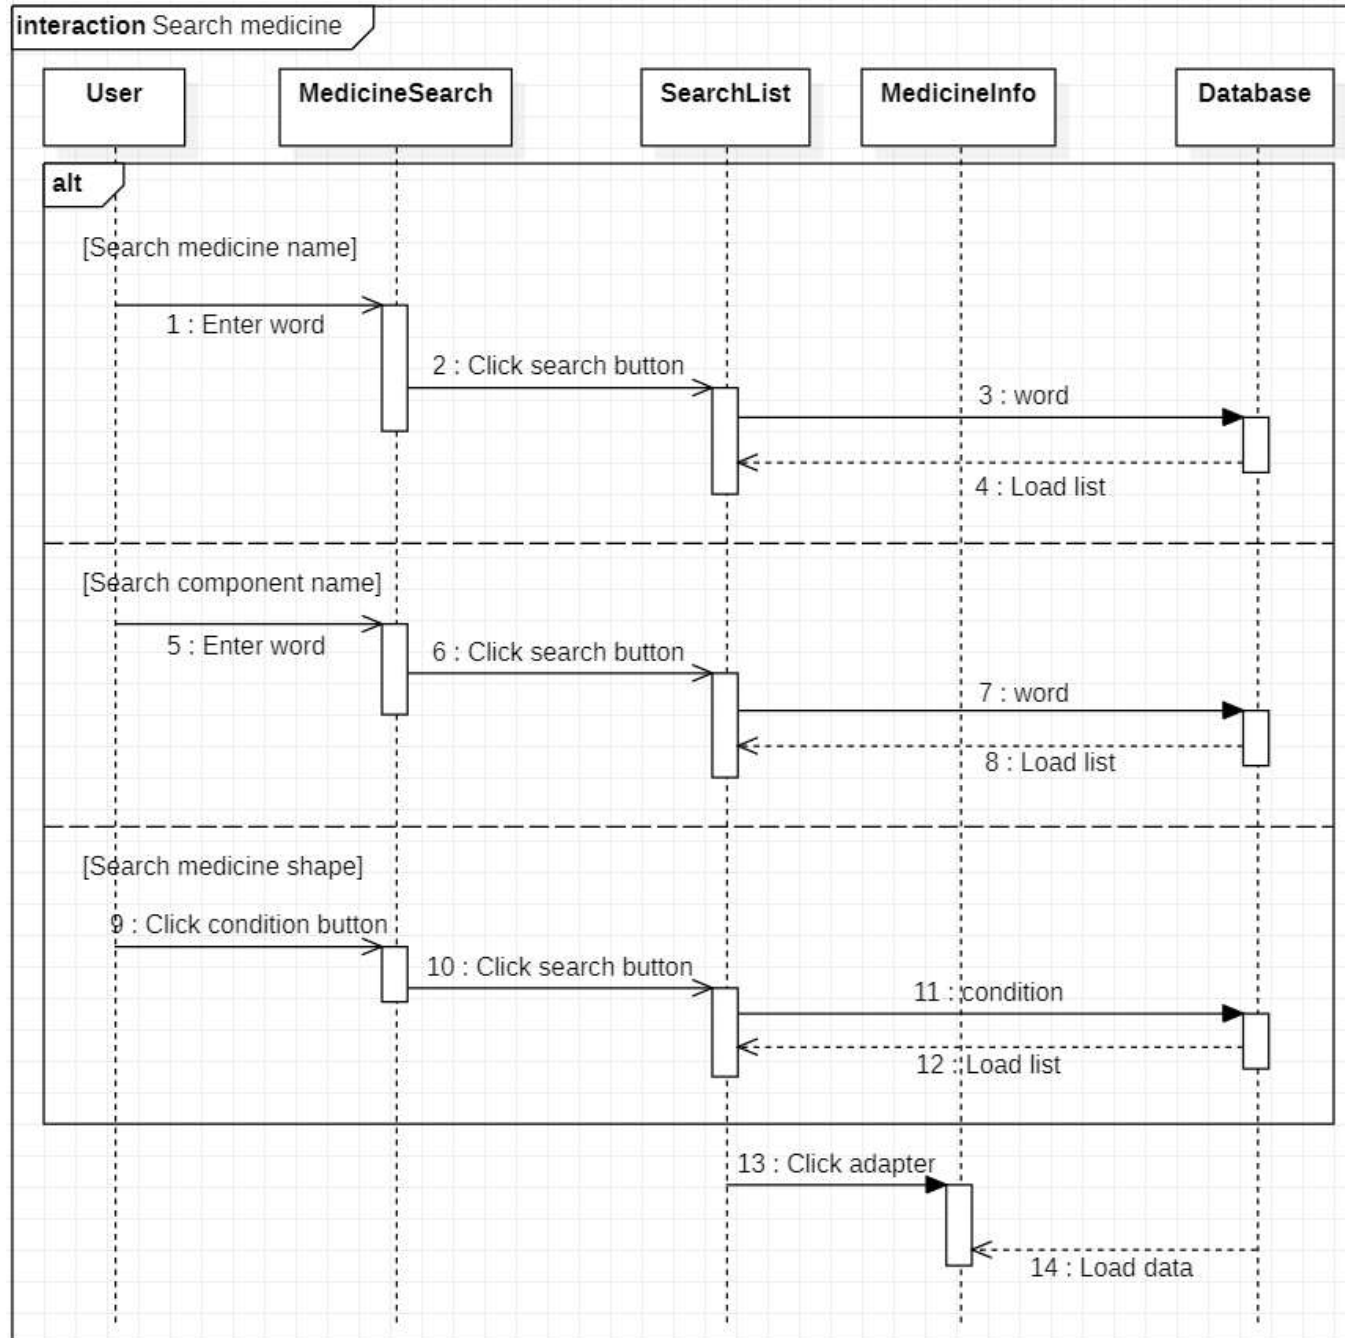 interaction Search medicine
User
MedicineSearch
SearchList
MedicineInfo
Database
alt
[Search medicine name]
1 : Enter word
2 : Click search button
3 : word
4 : Load list
[Search component name]
5 : Enter word
6 : Click search button
7 : word
8 : Load list
[Search medicine shape]
9 : Click condition button
10 : Click search button
11 : condition
12 : Load list
13 : Click adapter
14 : Load data